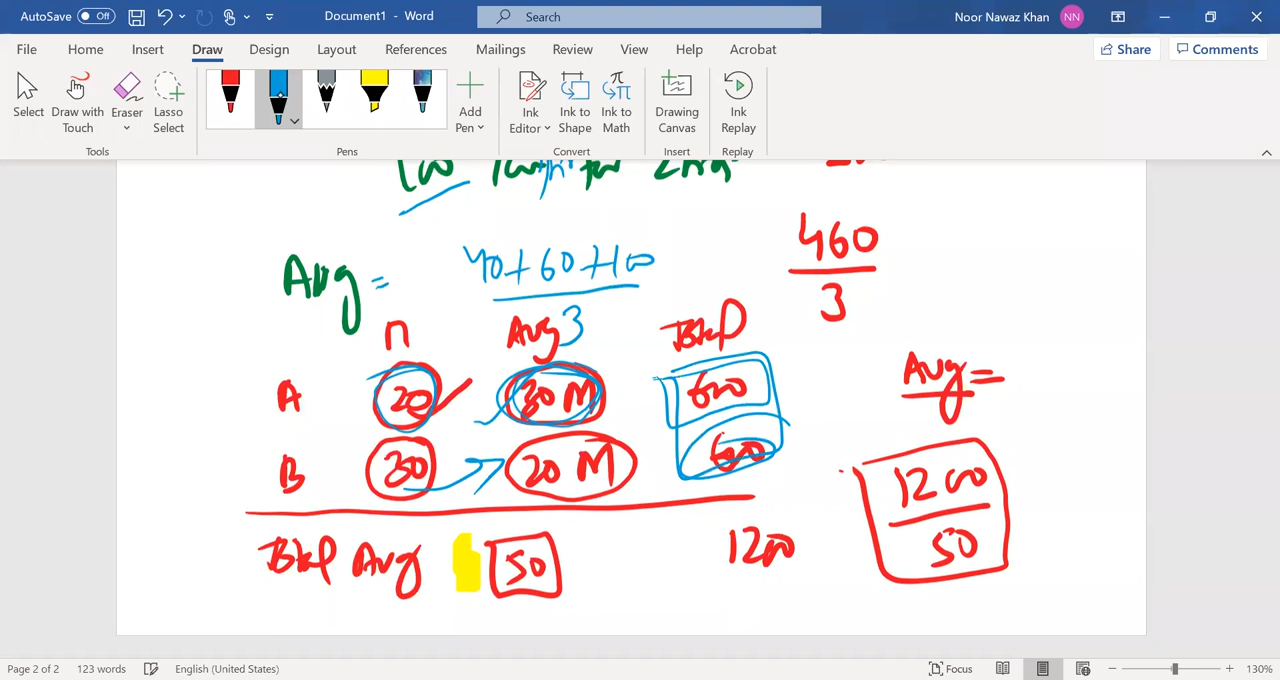 AutoSave Off Document1 - Word Search Noor Nawaz Khan NN
File Home Insert Draw Design Layout References Mailings Review View Help Acrobat Share Comments
Select Draw with Touch Eraser Lasso Select Add Pen Ink Editor Ink to Shape Ink to Math Drawing Canvas Ink Replay
Tools Pens Convert Insert Replay
460
3
Avg = 40+60+100
3
n Avg
A 20 30 M 600
B 30 20 M 600
Avg 50 1200
Avg =
1200
50
Page 2 of 2 123 words English (United States) Focus 130%